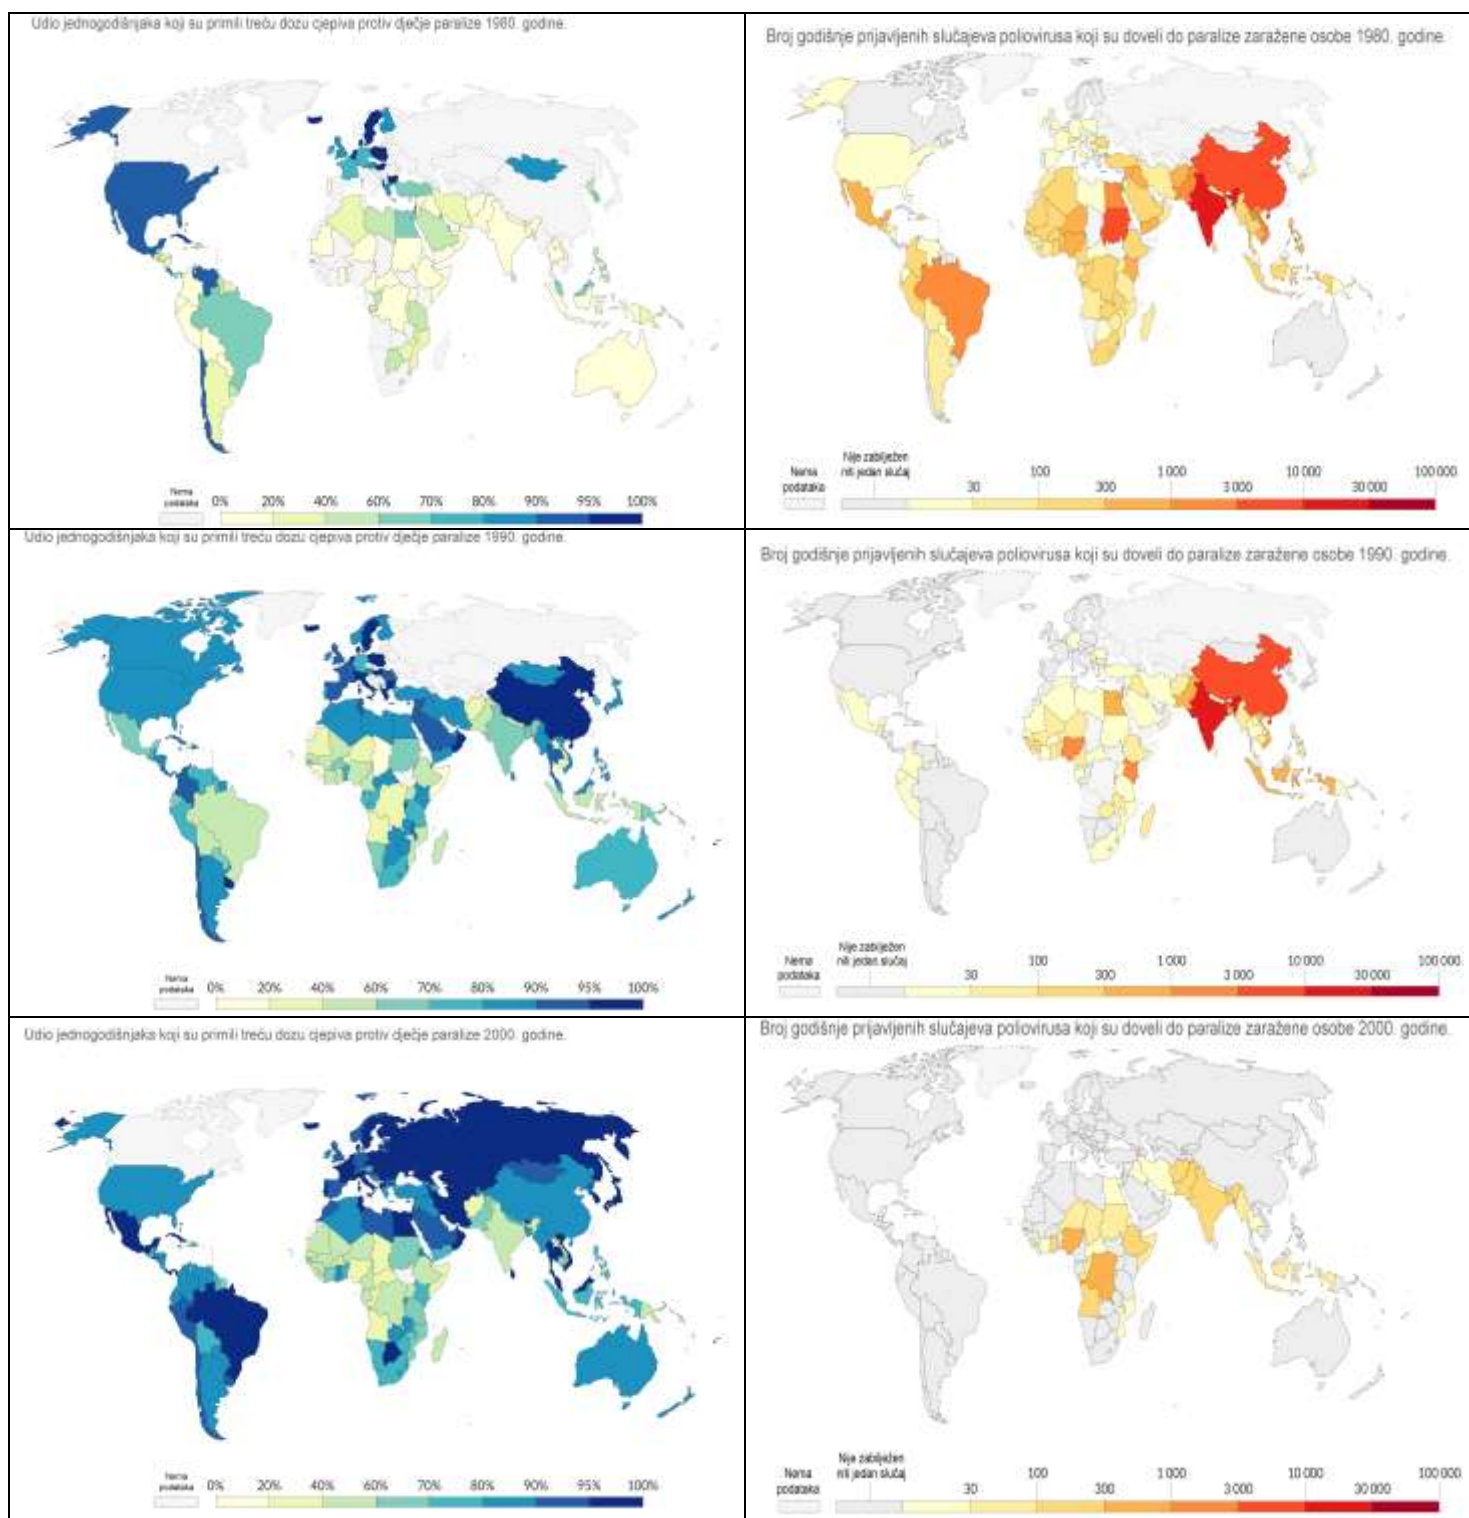 Udio jednogodišnjaka koji su primili treću dozu cjepiva protiv dječje paralize 1980. godine.
Nema
podataka
0% 20% 40% 60% 70% 80% 90% 95% 100%
Broj godišnje prijavljenih slučajeva poliovirusa koji su doveli do paralize zaražene osobe 1980. godine.
Nema
podataka
Nije zabilježen
niti jedan slučaj
100 1 000 10 000 100 000
30 300 3 000 30 000
Udio jednogodišnjaka koji su primili treću dozu cjepiva protiv dječje paralize 1990. godine.
Nema
podataka
0% 20% 40% 60% 70% 80% 90% 95% 100%
Broj godišnje prijavljenih slučajeva poliovirusa koji su doveli do paralize zaražene osobe 1990. godine.
Nema
podataka
Nije zabilježen
niti jedan slučaj
100 1 000 10 000 100 000
30 300 3 000 30 000
Udio jednogodišnjaka koji su primili treću dozu cjepiva protiv dječje paralize 2000. godine.
Nema
podataka
0% 20% 40% 60% 70% 80% 90% 95% 100%
Broj godišnje prijavljenih slučajeva poliovirusa koji su doveli do paralize zaražene osobe 2000. godine.
Nema
podataka
Nije zabilježen
niti jedan slučaj
100 1 000 10 000 100 000
30 300 3 000 30 000